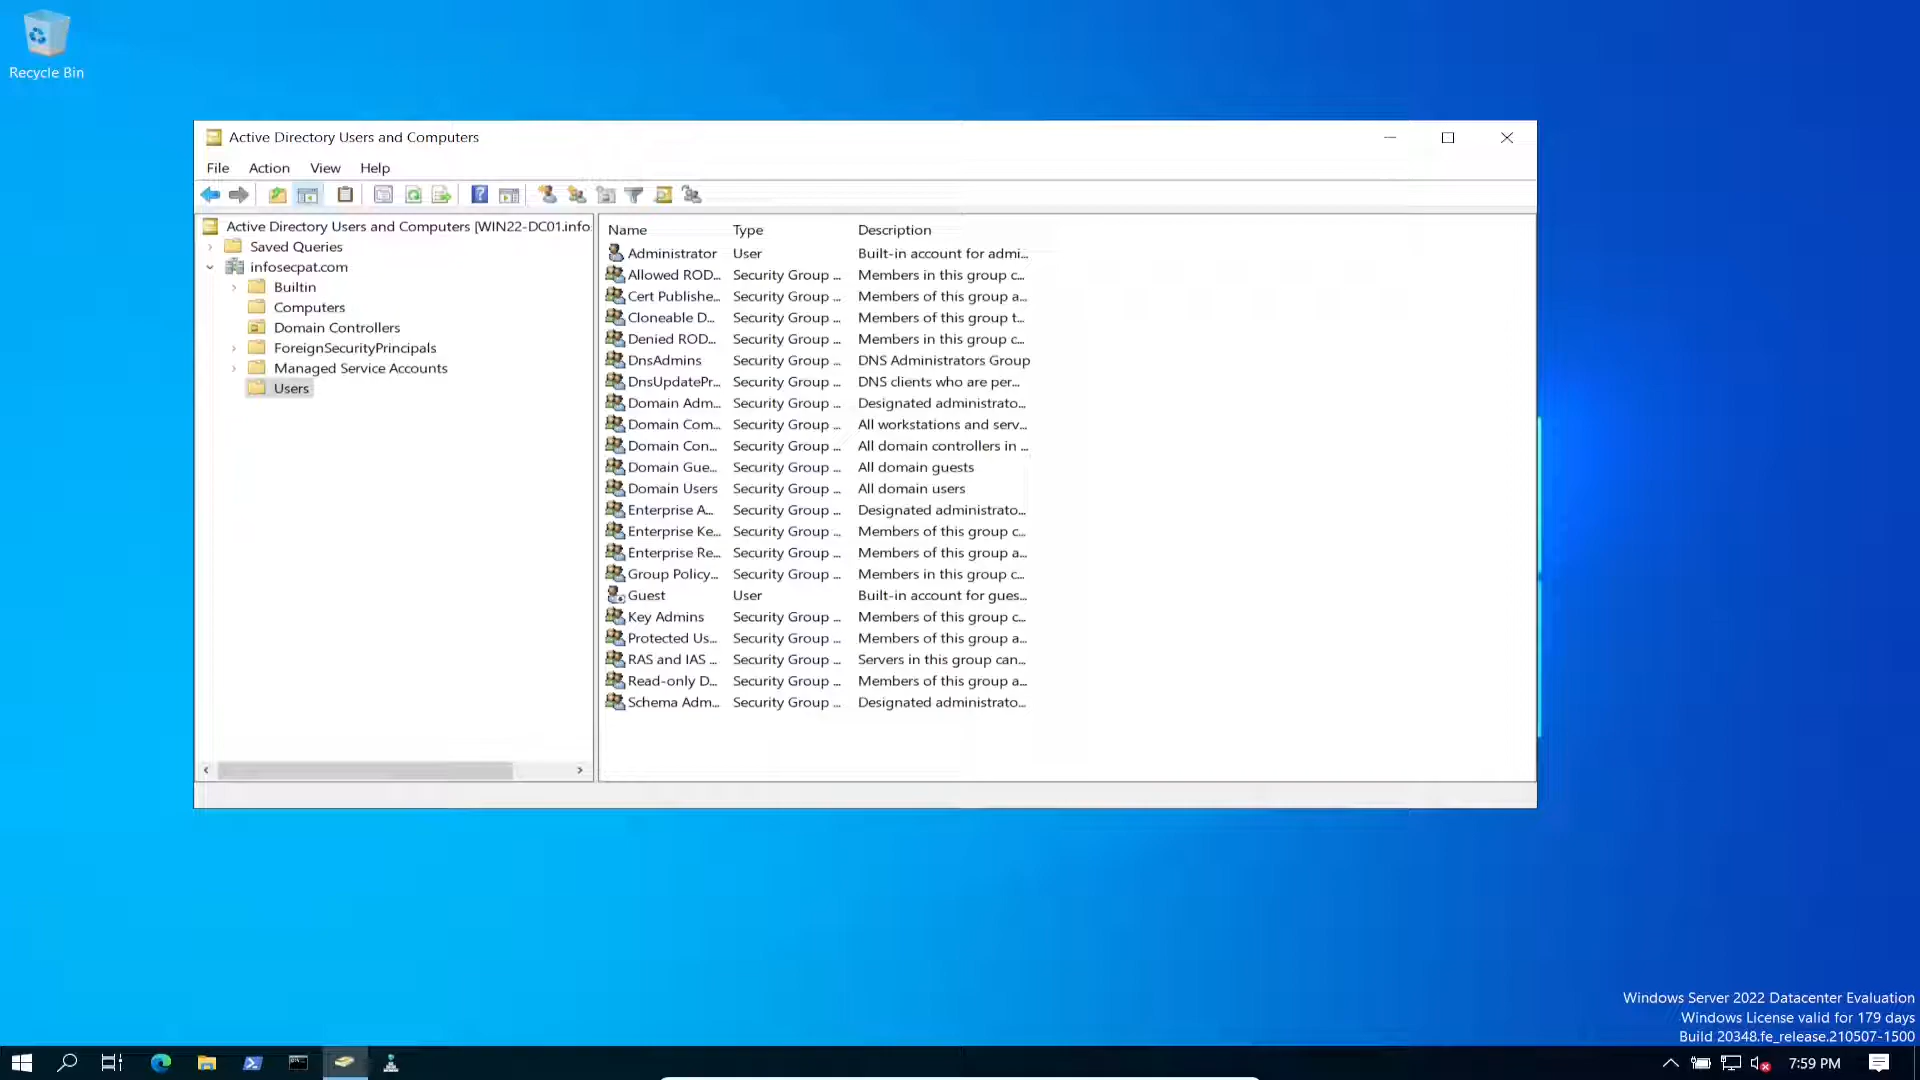 Recycle Bin
Active Directory Users and Computers
File Action View Help
Active Directory Users and Computers [WIN22-DC01.info
Saved Queries
infosecpat.com
Builtin
Computers
Domain Controllers
ForeignSecurityPrincipals
Managed Service Accounts
Users
Name Type Description
Administrator User Built-in account for admi...
Allowed ROD... Security Group ... Members in this group c...
Cert Publishe... Security Group ... Members of this group a...
Cloneable D... Security Group ... Members of this group t...
Denied ROD... Security Group ... Members in this group c...
DnsAdmins Security Group ... DNS Administrators Group
DnsUpdatePr... Security Group ... DNS clients who are per...
Domain Adm... Security Group ... Designated administrato...
Domain Com... Security Group ... All workstations and serv...
Domain Con... Security Group ... All domain controllers in ...
Domain Gue... Security Group ... All domain guests
Domain Users Security Group ... All domain users
Enterprise A... Security Group ... Designated administrato...
Enterprise Ke... Security Group ... Members of this group c...
Enterprise Re... Security Group ... Members of this group a...
Group Policy... Security Group ... Members in this group c...
Guest User Built-in account for gues...
Key Admins Security Group ... Members of this group c...
Protected Us... Security Group ... Members of this group a...
RAS and IAS ... Security Group ... Servers in this group can...
Read-only D... Security Group ... Members of this group a...
Schema Adm... Security Group ... Designated administrato...
Windows Server 2022 Datacenter Evaluation
Windows License valid for 179 days
Build 20348.fe_release.210507-1500
7:59 PM